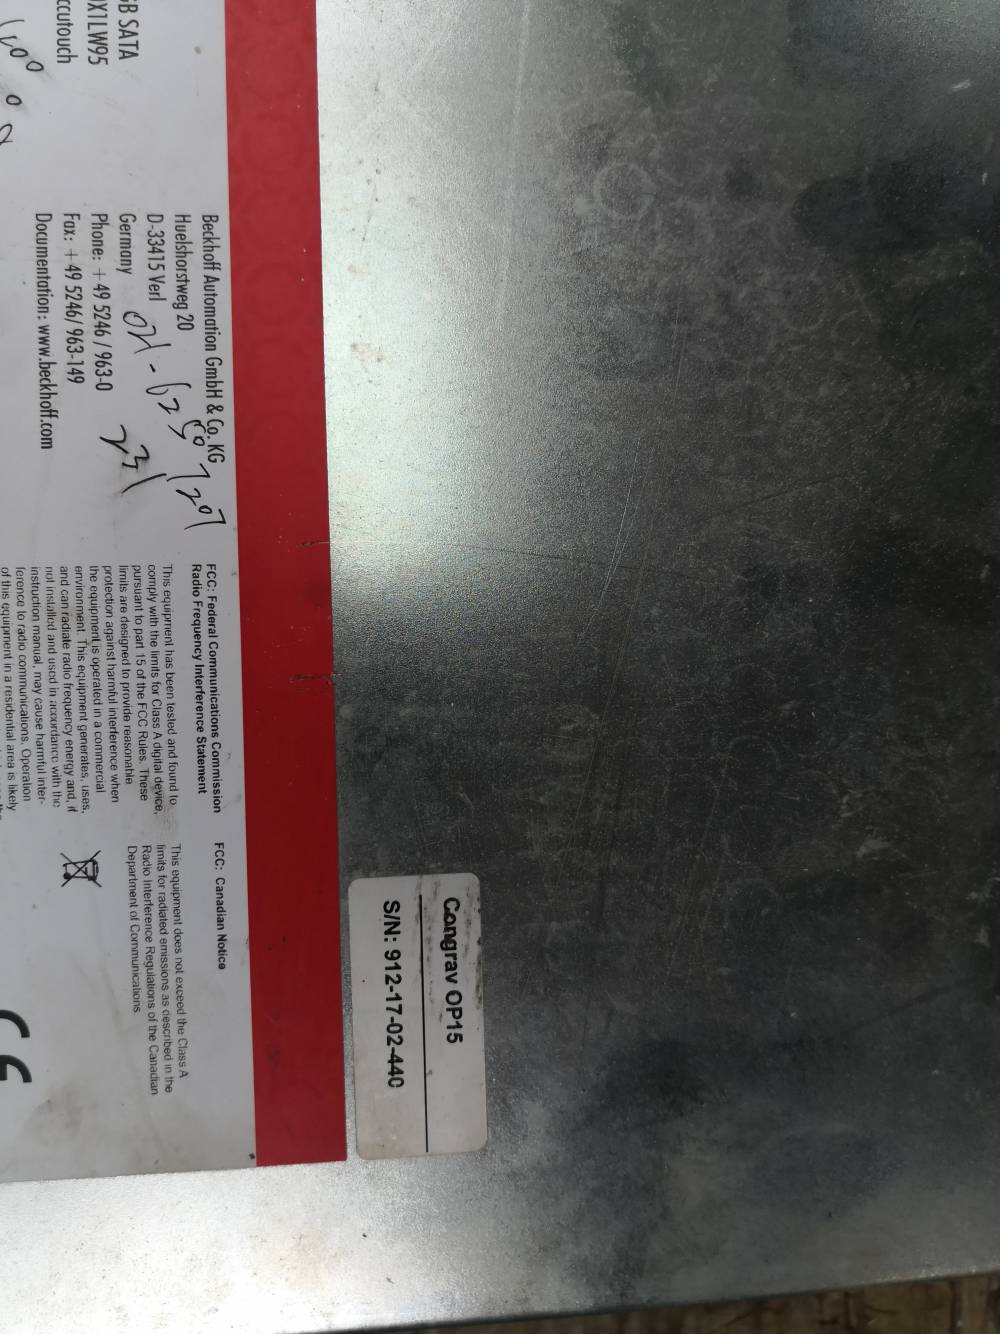 GB SATA
X1LW95
ccutouch
Beckhoff Automation GmbH & Co. KG
Huelshorstweg 20
D-33415 Verl
Germany
Phone: +49 5246 / 963-0
Fax: +49 5246/ 963-149
Documentation: www.beckhoff.com
231
FCC: Federal Communications Commission
Radio Frequency Interference Statement
This equipment has been tested and found to
comply with the limits for Class A digital device,
pursuant to part 15 of the FCC Rules. These
limits are designed to provide reasonable
protection against harmful interference when
the equipment is operated in a commercial
environment. This equipment generates, uses,
and can radiate radio frequency energy and, if
not installed and used in accordance with the
instruction manual, may cause harmful inter-
ference to radio communications. Operation
of this equipment in a residential area is likely
FCC: Canadian Notice
This equipment does not exceed the Class A
limits for radiated emissions as described in the
Radio Interference Regulations of the Canadian
Department of Communications.
CE
Congrav OP15
S/N: 912-17-02-440